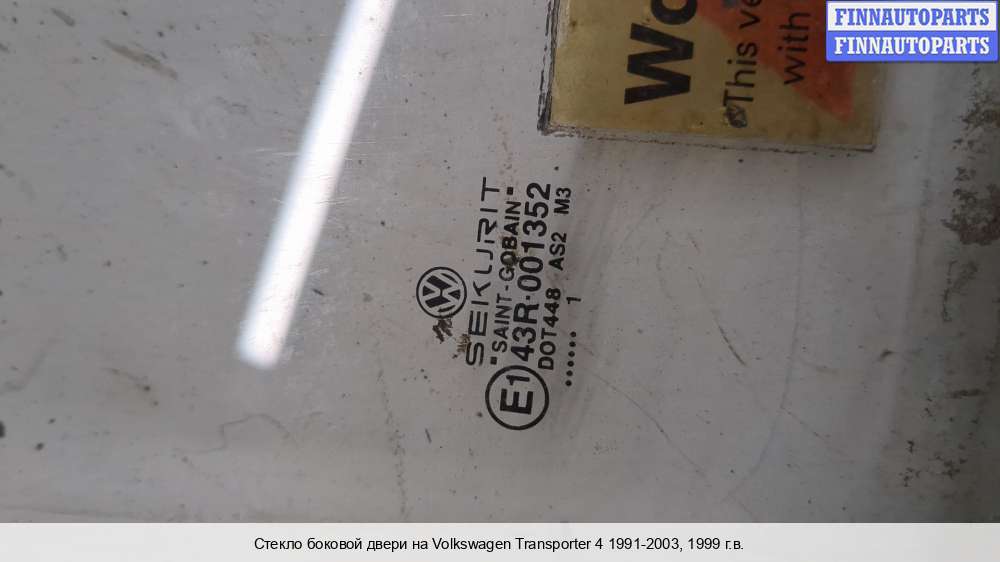 FINNAUTOPARTS
FINNAUTOPARTS
This ve
with
SEKURIT
"SAINT-GOBAIN"
E1 43R-001352
DOT448 AS2 M3
...... 1
Стекло боковой двери на Volkswagen Transporter 4 1991-2003, 1999 г.в.